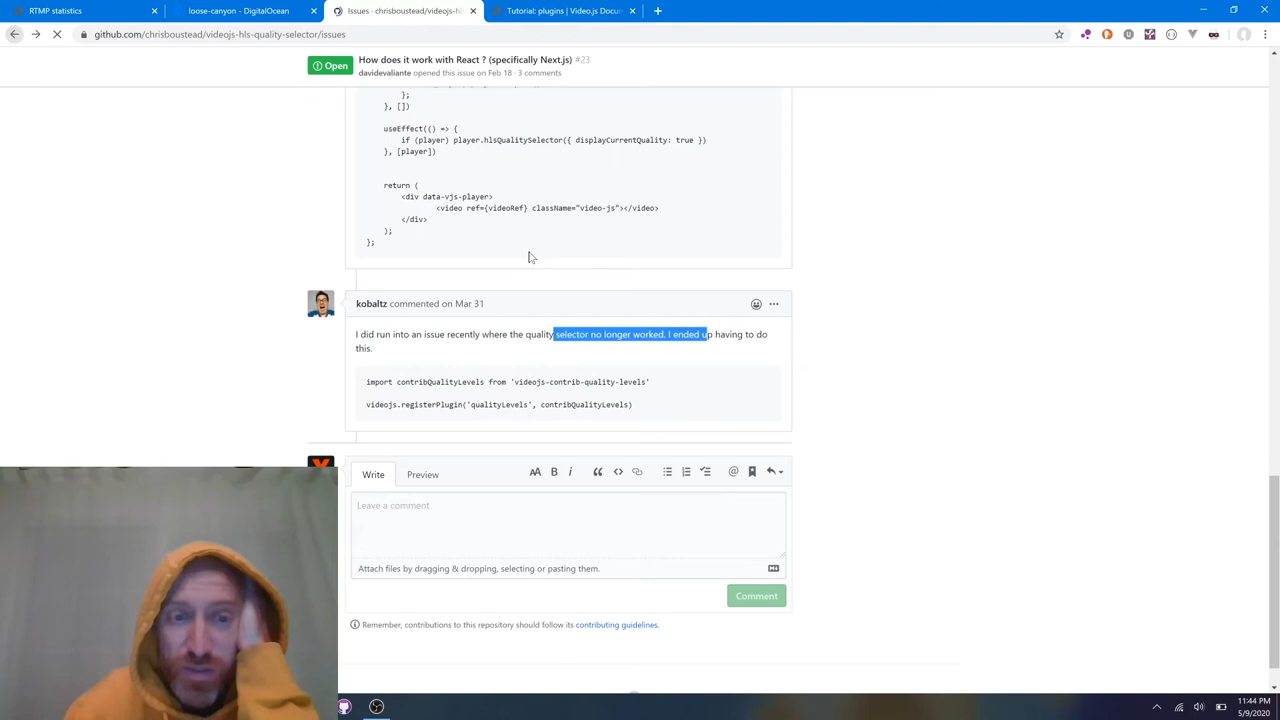 RTMP statistics
loose-canyon - DigitalOcean
Issues · chrisboustead/videojs-hl
Tutorial: plugins | Video.js Docum
github.com/chrisboustead/videojs-hls-quality-selector/issues
Open
How does it work with React ? (specifically Next.js) #23
davidevaliante opened this issue on Feb 18 · 3 comments
};
}, [])
useEffect(() => {
if (player) player.hlsQualitySelector({ displayCurrentQuality: true })
}, [player])
return (
<div data-vjs-player>
<video ref={videoRef} className="video-js"></video>
</div>
);
};
kobaltz commented on Mar 31
I did run into an issue recently where the quality selector no longer worked. I ended up having to do
this.
import contribQualityLevels from 'videojs-contrib-quality-levels'
videojs.registerPlugin('qualityLevels', contribQualityLevels)
Write
Preview
Leave a comment
Attach files by dragging & dropping, selecting or pasting them.
Comment
Remember, contributions to this repository should follow its contributing guidelines.
11:44 PM
5/9/2020